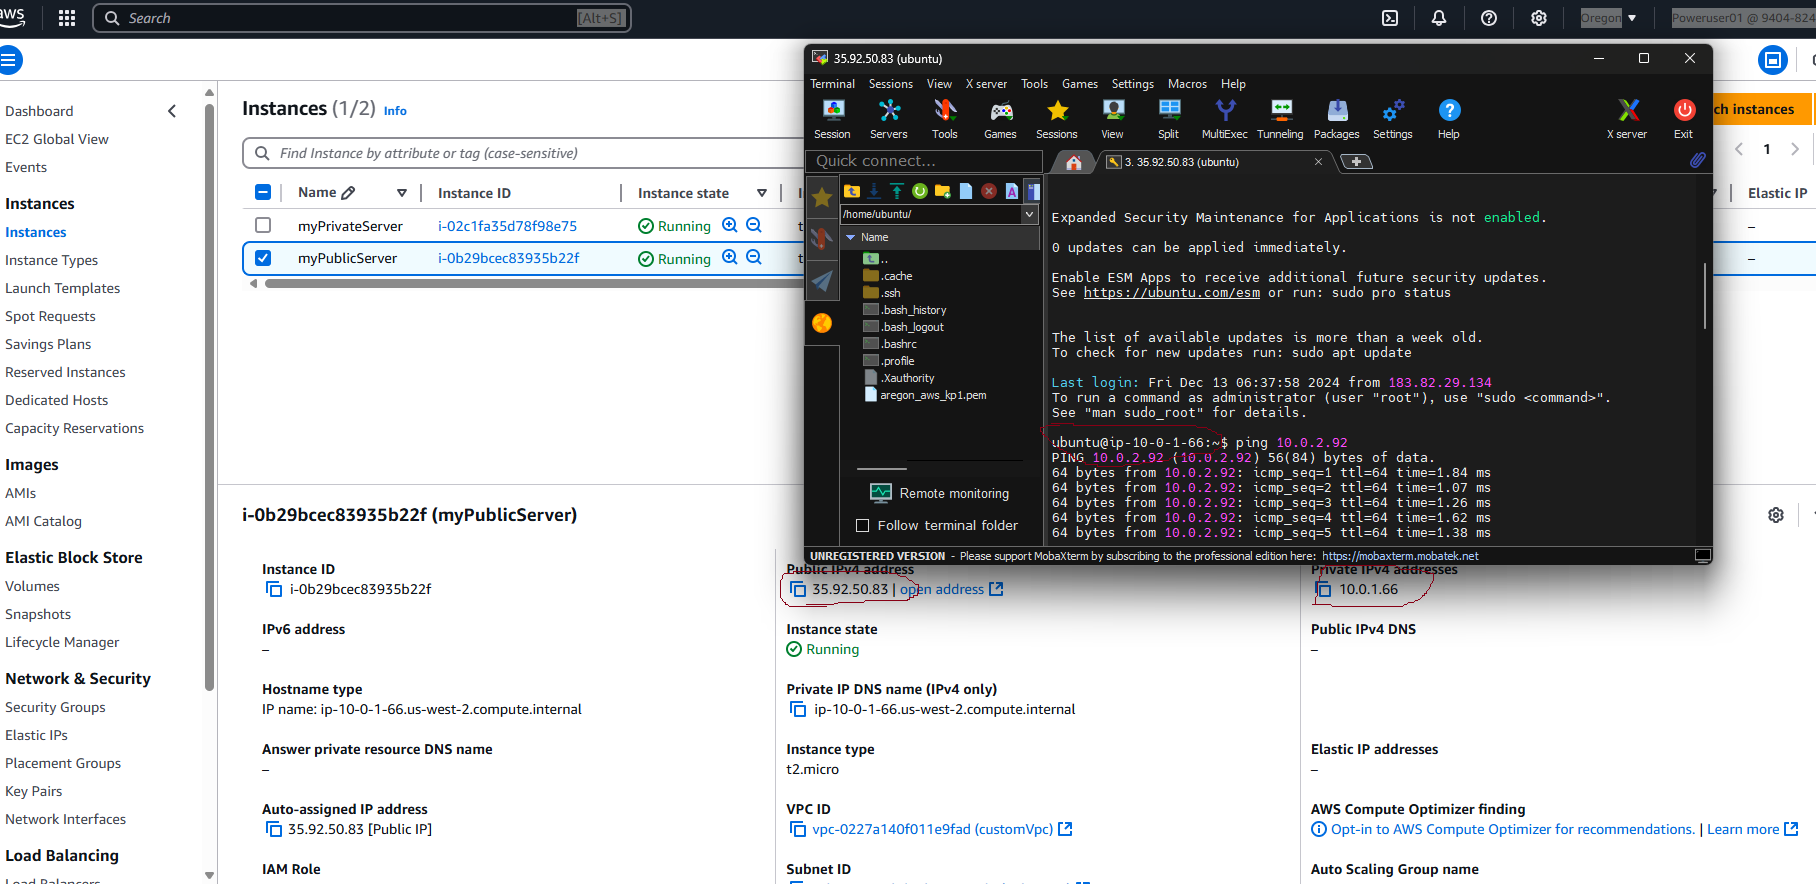 aws
Search
[Alt+S]
Oregon
Poweruser01 @ 9404-824
Dashboard
EC2 Global View
Events
Instances
Instances
Instance Types
Launch Templates
Spot Requests
Savings Plans
Reserved Instances
Dedicated Hosts
Capacity Reservations
Images
AMIs
AMI Catalog
Elastic Block Store
Volumes
Snapshots
Lifecycle Manager
Network & Security
Security Groups
Elastic IPs
Placement Groups
Key Pairs
Network Interfaces
Load Balancing
Load Balancers
Instances (1/2) Info
ch instances
Find Instance by attribute or tag (case-sensitive)
1
Name Instance ID Instance state Elastic IP
myPrivateServer i-02c1fa35d78f98e75 Running t –
myPublicServer i-0b29bcec83935b22f Running t –
35.92.50.83 (ubuntu)
Terminal Sessions View X server Tools Games Settings Macros Help
Session Servers Tools Games Sessions View Split MultiExec Tunneling Packages Settings Help X server Exit
Quick connect...
3. 35.92.50.83 (ubuntu)
/home/ubuntu/
Name
..
.cache
.ssh
.bash_history
.bash_logout
.bashrc
.profile
.Xauthority
aregon_aws_kp1.pem
Remote monitoring
Follow terminal folder
Expanded Security Maintenance for Applications is not enabled.
0 updates can be applied immediately.
Enable ESM Apps to receive additional future security updates.
See https://ubuntu.com/esm or run: sudo pro status
The list of available updates is more than a week old.
To check for new updates run: sudo apt update
Last login: Fri Dec 13 06:37:58 2024 from 183.82.29.134
To run a command as administrator (user "root"), use "sudo <command>".
See "man sudo_root" for details.
ubuntu@ip-10-0-1-66:~$ ping 10.0.2.92
PING 10.0.2.92 (10.0.2.92) 56(84) bytes of data.
64 bytes from 10.0.2.92: icmp_seq=1 ttl=64 time=1.84 ms
64 bytes from 10.0.2.92: icmp_seq=2 ttl=64 time=1.07 ms
64 bytes from 10.0.2.92: icmp_seq=3 ttl=64 time=1.26 ms
64 bytes from 10.0.2.92: icmp_seq=4 ttl=64 time=1.62 ms
64 bytes from 10.0.2.92: icmp_seq=5 ttl=64 time=1.38 ms
UNREGISTERED VERSION - Please support MobaXterm by subscribing to the professional edition here: https://mobaxterm.mobatek.net
i-0b29bcec83935b22f (myPublicServer)
Instance ID
i-0b29bcec83935b22f
Public IPv4 address
35.92.50.83 | open address
Private IPv4 addresses
10.0.1.66
IPv6 address
–
Instance state
Running
Public IPv4 DNS
–
Hostname type
IP name: ip-10-0-1-66.us-west-2.compute.internal
Private IP DNS name (IPv4 only)
ip-10-0-1-66.us-west-2.compute.internal
Answer private resource DNS name
–
Instance type
t2.micro
Elastic IP addresses
–
Auto-assigned IP address
35.92.50.83 [Public IP]
VPC ID
vpc-0227a140f011e9fad (customVpc)
AWS Compute Optimizer finding
Opt-in to AWS Compute Optimizer for recommendations. | Learn more
IAM Role
Subnet ID
Auto Scaling Group name